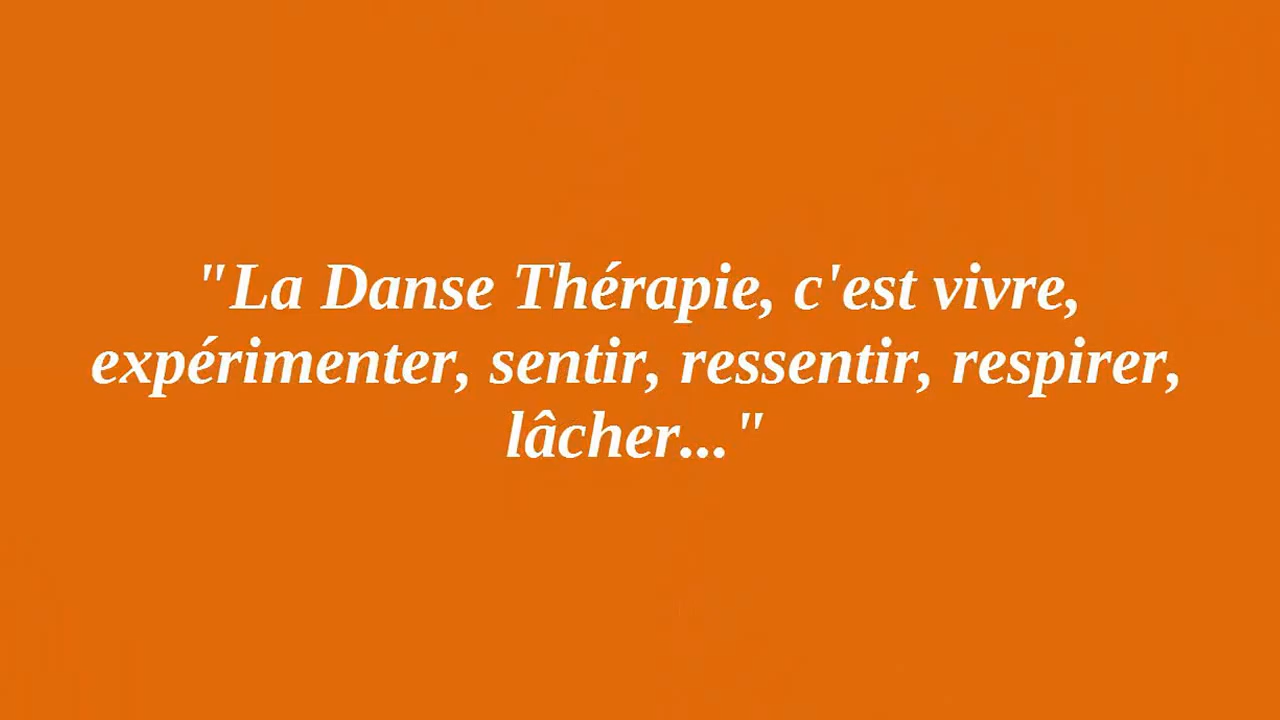 "La Danse Thérapie, c'est vivre,
expérimenter, sentir, ressentir, respirer,
lâcher..."